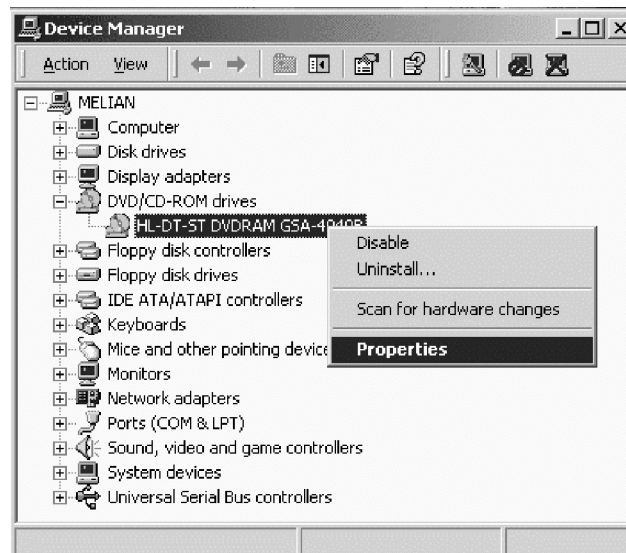 Device Manager
Action View
MELIAN
Computer
Disk drives
Display adapters
DVD/CD-ROM drives
HL-DT-ST DVDRAM GSA-4040B
Disable
Floppy disk controllers
Uninstall...
Floppy disk drives
IDE ATA/ATAPI controllers
Scan for hardware changes
Keyboards
Mice and other pointing device
Properties
Monitors
Network adapters
Ports (COM & LPT)
Sound, video and game controllers
System devices
Universal Serial Bus controllers